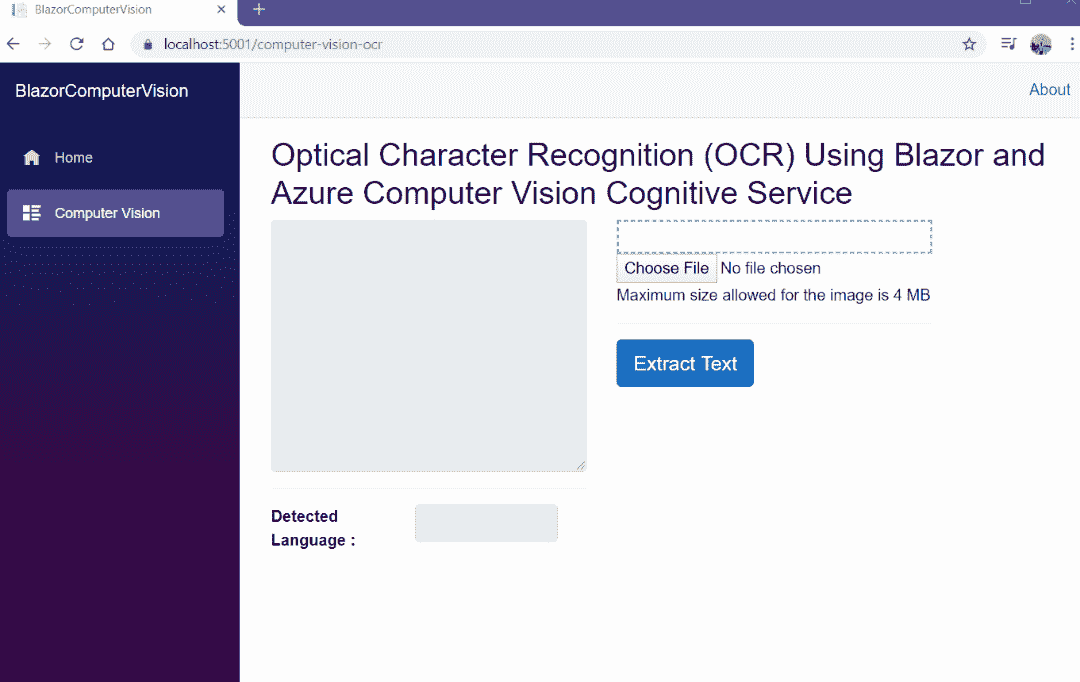 BlazorComputerVision
localhost:5001/computer-vision-ocr
BlazorComputerVision
About
Home
Computer Vision
Optical Character Recognition (OCR) Using Blazor and
Azure Computer Vision Cognitive Service
Choose File No file chosen
Maximum size allowed for the image is 4 MB
Extract Text
Detected
Language :